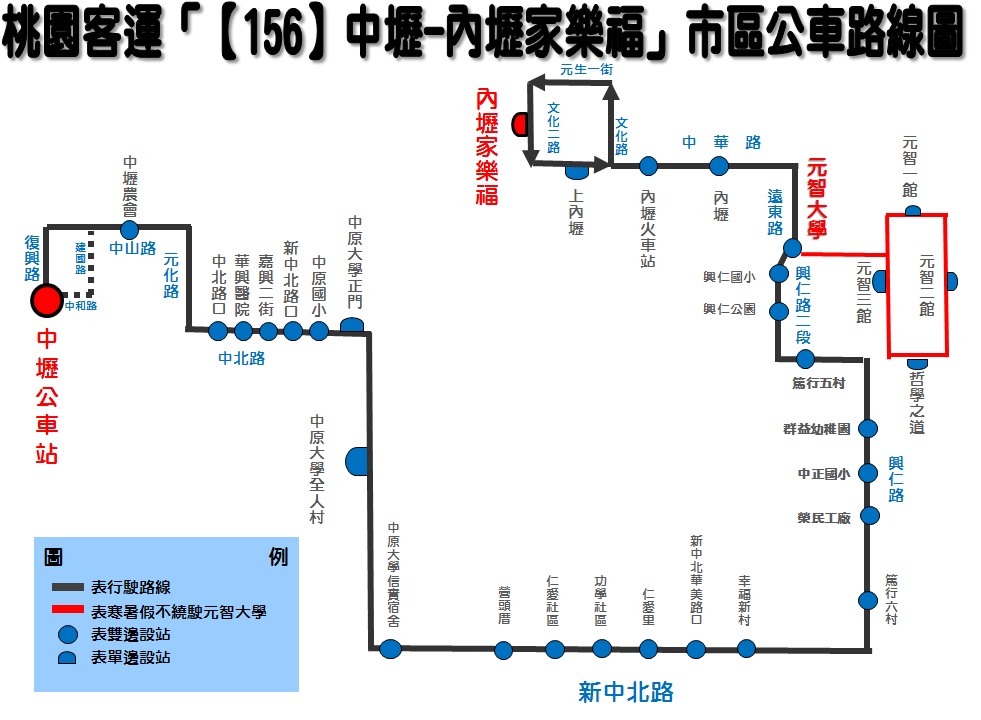 桃園客運「【156】中壢-內壢家樂福」市區公車路線圖
元生一街
內壢家樂福
文化二路
文化路
中華路
上內壢
內壢火車站
內壢
遠東路
元智大學
元智一館
元智二館
元智三館
哲學之道
興仁國小
興仁公園
興仁路二段
篤行五村
群益幼稚園
中正國小
榮民工廠
興仁路
篤行六村
中壢農會
復興路
建國路
中山路
中和路
元化路
中壢公車站
中北路口
華興醫院
嘉興二街
新中北路口
中原國小
中原大學正門
中北路
中原大學全人村
中原大學信實宿舍
營頭厝
仁愛社區
功學社區
仁愛里
新中北華美路口
幸福新村
新中北路
圖例
表行駛路線
表寒暑假不繞駛元智大學
表雙邊設站
表單邊設站